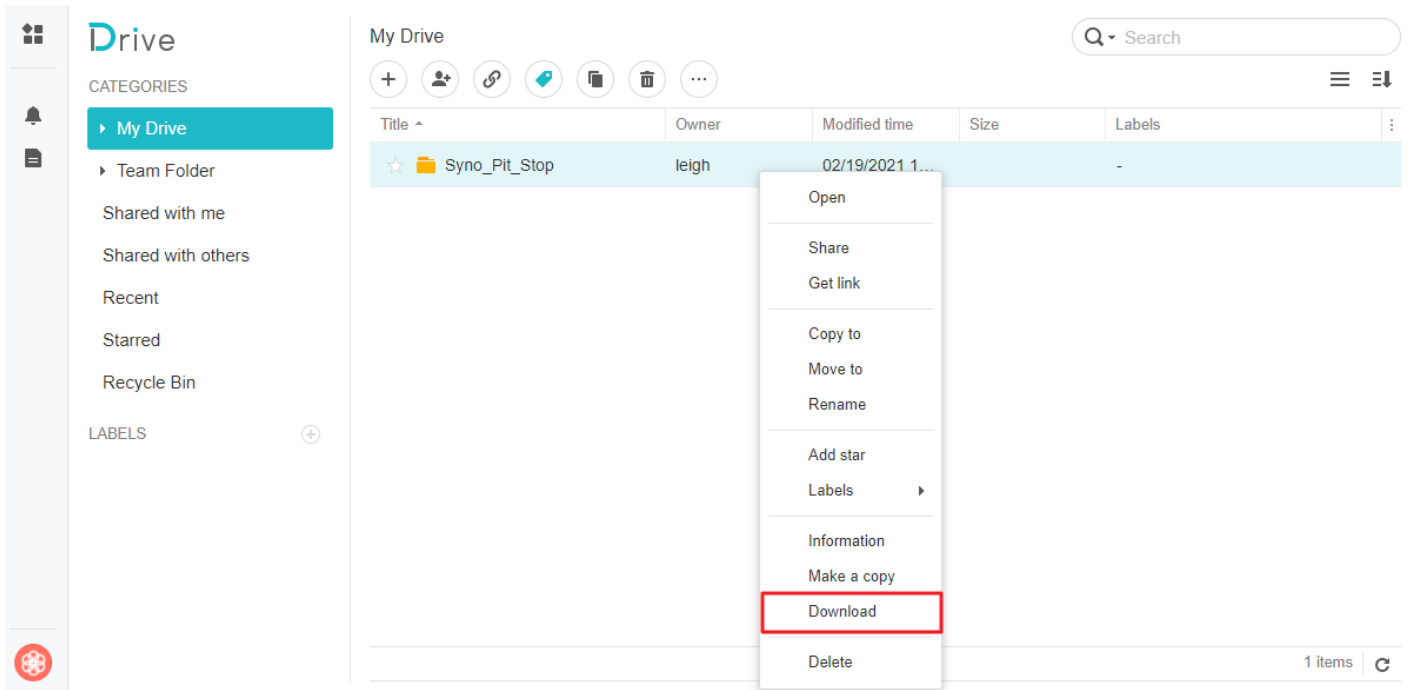 Drive
CATEGORIES
My Drive
Team Folder
Shared with me
Shared with others
Recent
Starred
Recycle Bin
LABELS
My Drive
Search
Title Owner Modified time Size Labels
Syno_Pit_Stop leigh 02/19/2021 1... -
Open
Share
Get link
Copy to
Move to
Rename
Add star
Labels
Information
Make a copy
Download
Delete
1 items